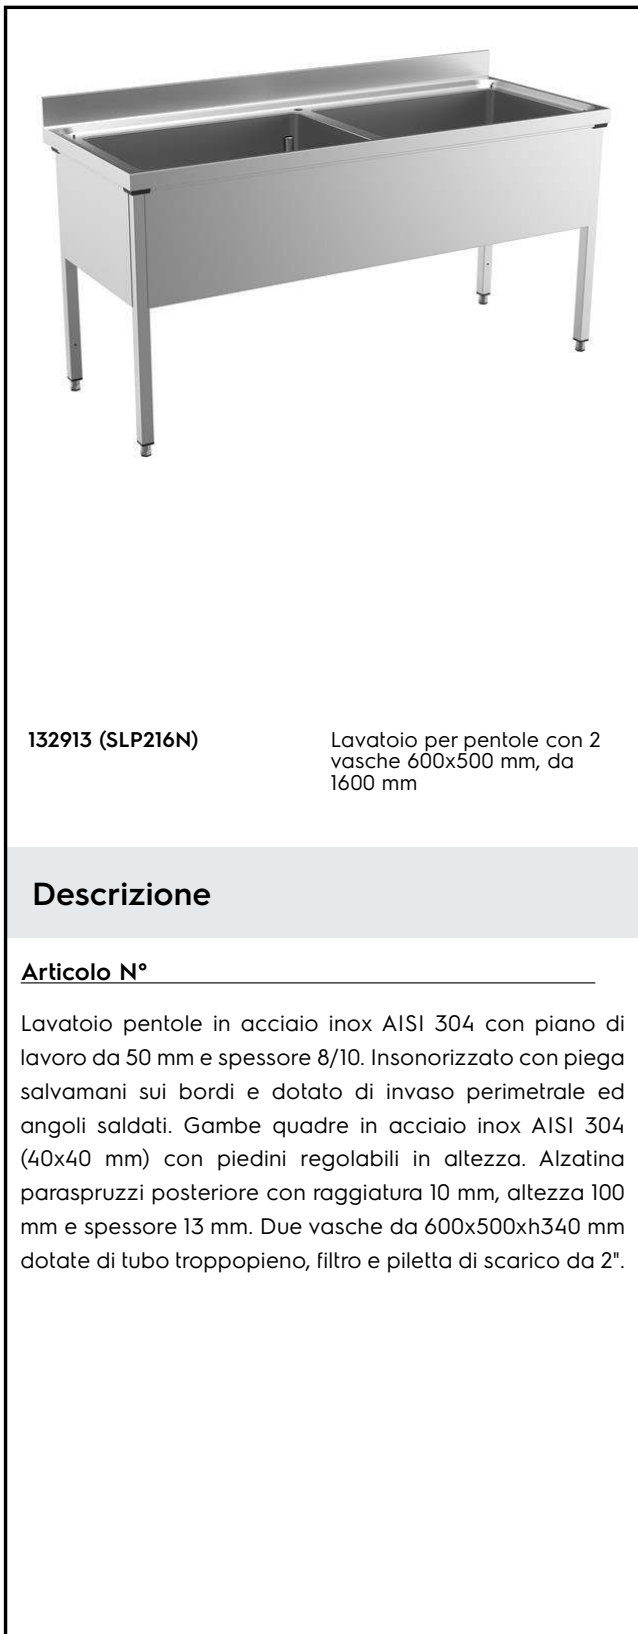 132913 (SLP216N)
Lavatoio per pentole con 2
vasche 600x500 mm, da
1600 mm
Descrizione
Articolo N°
Lavatoio pentole in acciaio inox AISI 304 con piano di
lavoro da 50 mm e spessore 8/10. Insonorizzato con piega
salvamani sui bordi e dotato di invaso perimetrale ed
angoli saldati. Gambe quadre in acciaio inox AISI 304
(40x40 mm) con piedini regolabili in altezza. Alzatina
paraspruzzi posteriore con raggiatura 10 mm, altezza 100
mm e spessore 13 mm. Due vasche da 600x500xh340 mm
dotate di tubo troppopieno, filtro e piletta di scarico da 2".